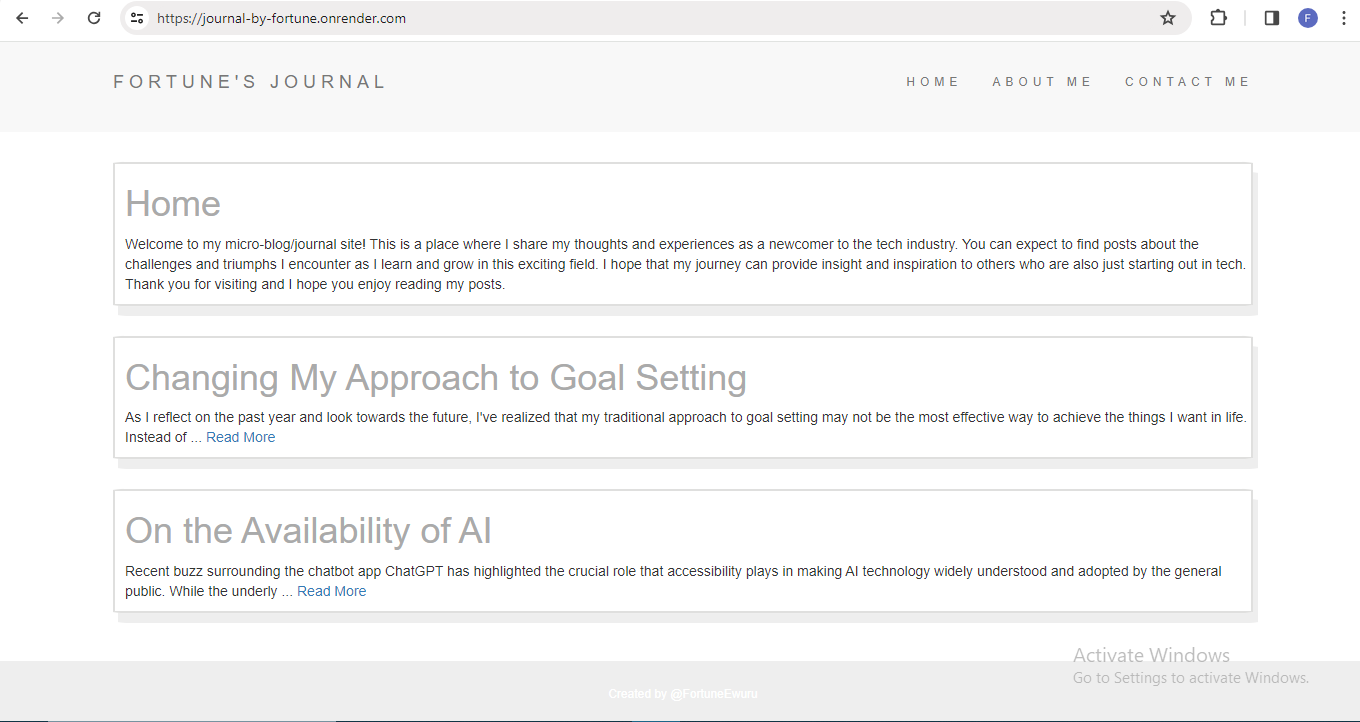 https://journal-by-fortune.onrender.com
F
FORTUNE'S JOURNAL
HOME ABOUT ME CONTACT ME
Home
Welcome to my micro-blog/journal site! This is a place where I share my thoughts and experiences as a newcomer to the tech industry. You can expect to find posts about the
challenges and triumphs I encounter as I learn and grow in this exciting field. I hope that my journey can provide insight and inspiration to others who are also just starting out in tech.
Thank you for visiting and I hope you enjoy reading my posts.
Changing My Approach to Goal Setting
As I reflect on the past year and look towards the future, I've realized that my traditional approach to goal setting may not be the most effective way to achieve the things I want in life.
Instead of ... Read More
On the Availability of AI
Recent buzz surrounding the chatbot app ChatGPT has highlighted the crucial role that accessibility plays in making AI technology widely understood and adopted by the general
public. While the underly ... Read More
Activate Windows
Go to Settings to activate Windows.
Created by @FortuneEwuru